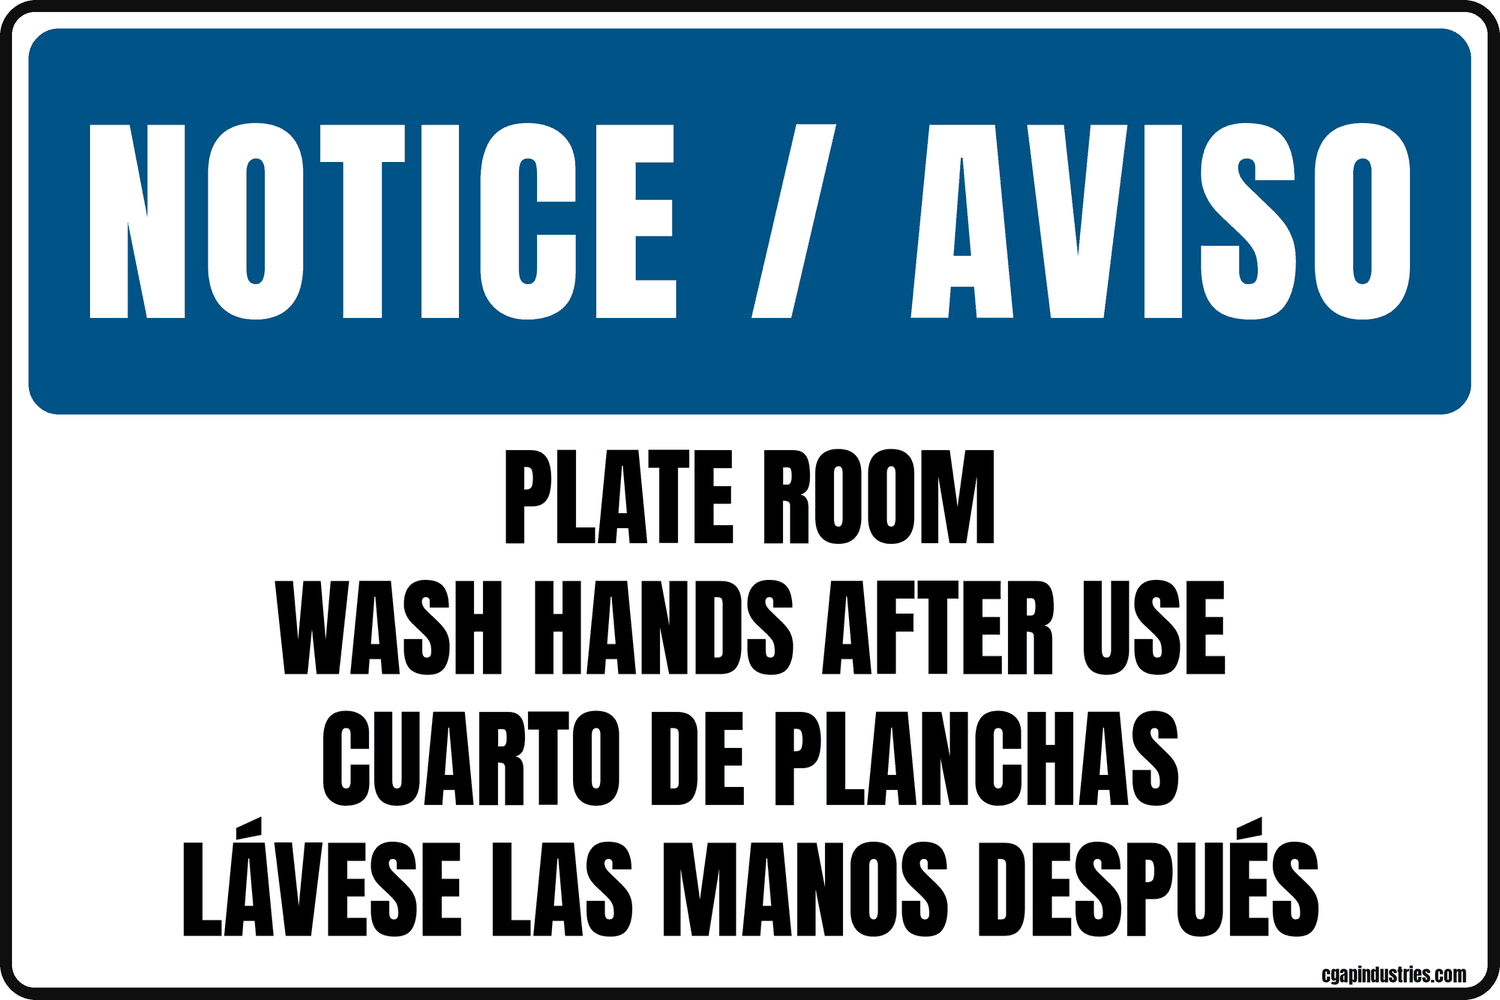 NOTICE / AVISO
PLATE ROOM
WASH HANDS AFTER USE
CUARTO DE PLANCHAS
LÁVESE LAS MANOS DESPUÉS
cgapindustries.com